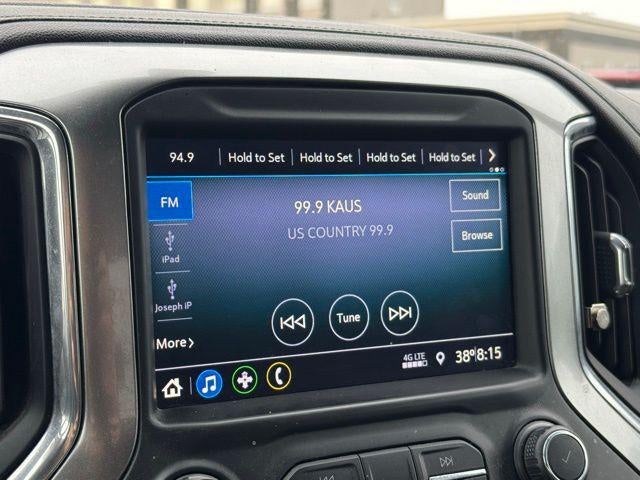 94.9 Hold to Set Hold to Set Hold to Set Hold to Set
FM
99.9 KAUS
Sound
US COUNTRY 99.9
Browse
iPad
Joseph iP
Tune
More
4G LTE 38° 8:15